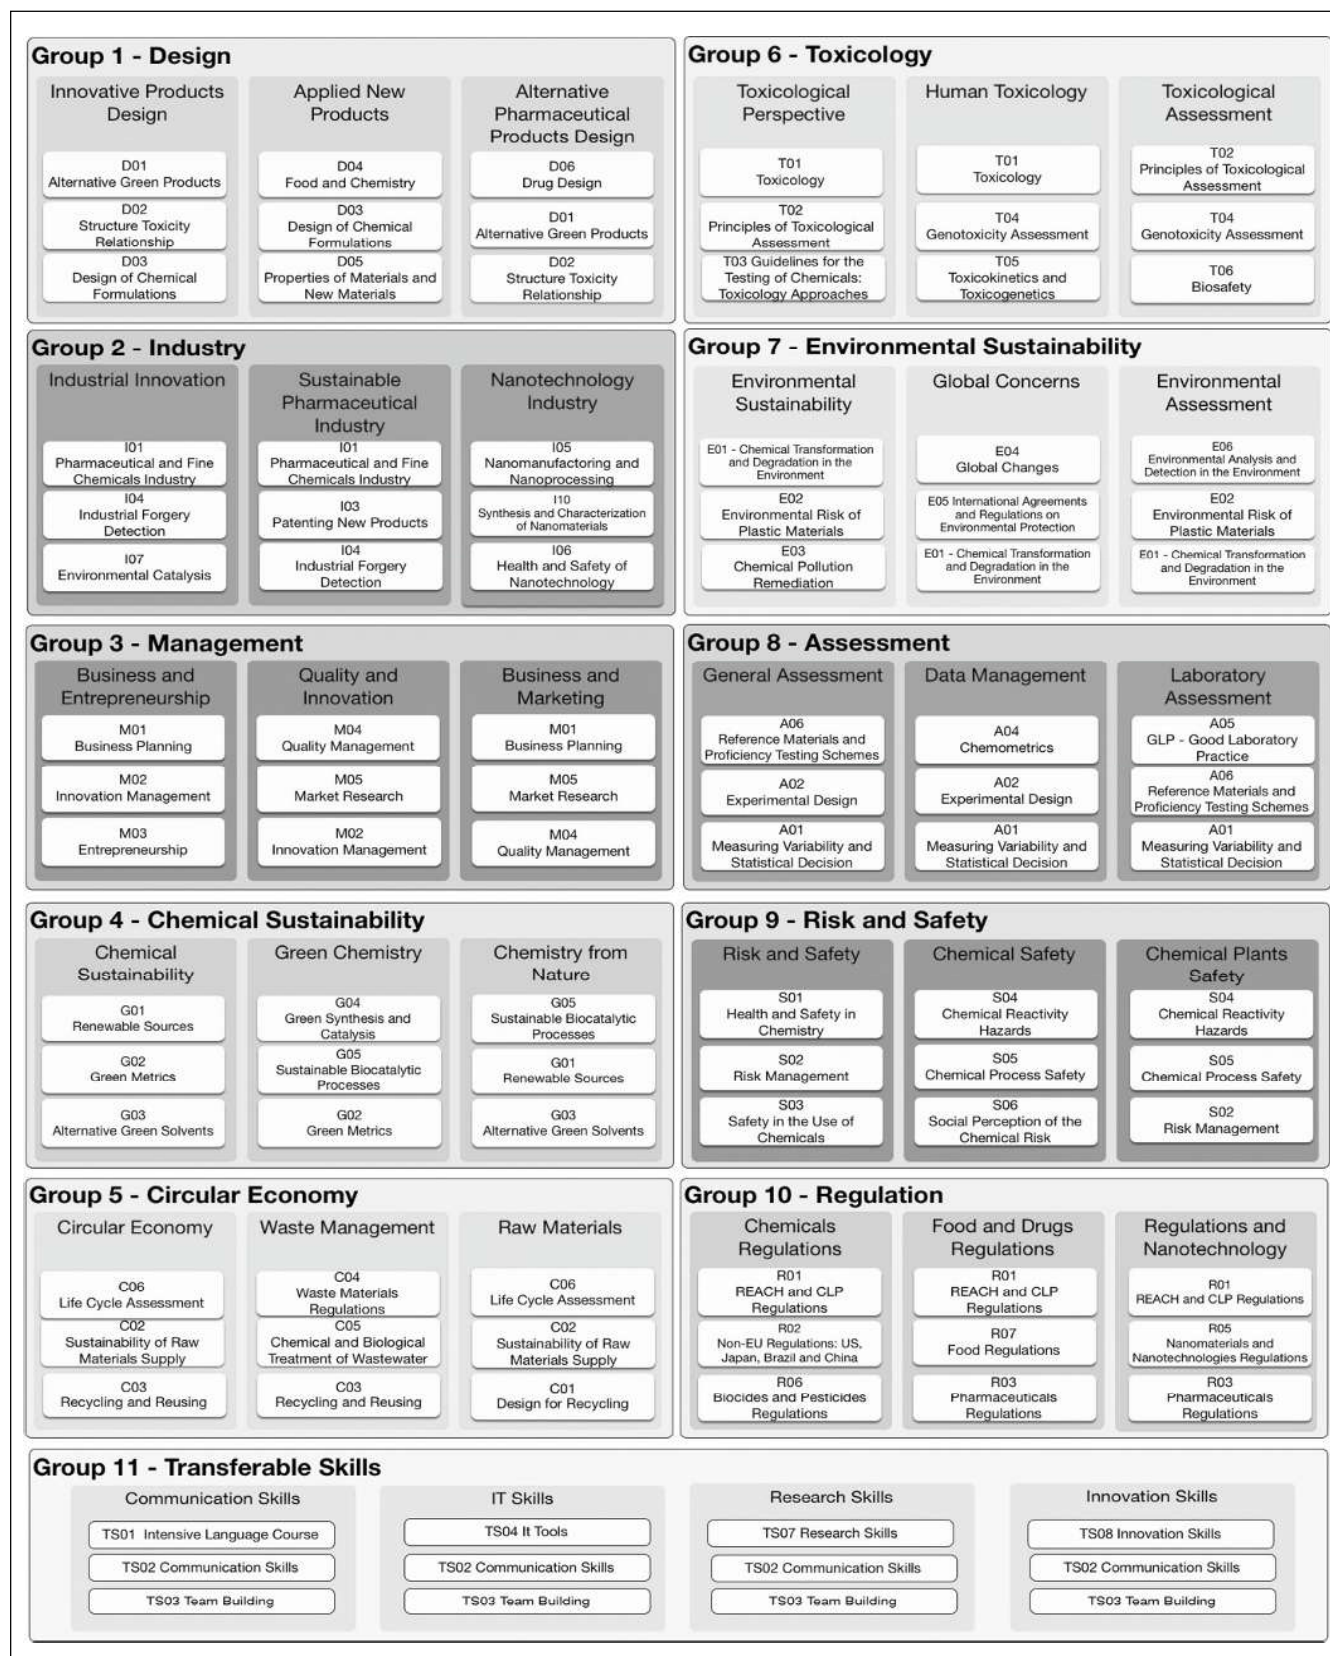 Group 1 - Design
Innovative Products
Design
D01
Alternative Green Products
D02
Structure Toxicity
Relationship
D03
Design of Chemical
Formulations
Applied New
Products
D04
Food and Chemistry
D03
Design of Chemical
Formulations
D05
Properties of Materials and
New Materials
Alternative
Pharmaceutical
Products Design
D06
Drug Design
D01
Alternative Green Products
D02
Structure Toxicity
Relationship
Group 2 - Industry
Industrial Innovation
I01
Pharmaceutical and Fine
Chemicals Industry
I04
Industrial Forgery
Detection
I07
Environmental Catalysis
Sustainable
Pharmaceutical
Industry
I01
Pharmaceutical and Fine
Chemicals Industry
I03
Patenting New Products
I04
Industrial Forgery
Detection
Nanotechnology
Industry
I05
Nanomanufactoring and
Nanoprocessing
I10
Synthesis and Characterization
of Nanomaterials
I06
Health and Safety of
Nanotechnology
Group 3 - Management
Business and
Entrepreneurship
M01
Business Planning
M02
Innovation Management
M03
Entrepreneurship
Quality and
Innovation
M04
Quality Management
M05
Market Research
M02
Innovation Management
Business and
Marketing
M01
Business Planning
M05
Market Research
M04
Quality Management
Group 4 - Chemical Sustainability
Chemical
Sustainability
G01
Renewable Sources
G02
Green Metrics
G03
Alternative Green Solvents
Green Chemistry
G04
Green Synthesis and
Catalysis
G05
Sustainable Biocatalytic
Processes
G02
Green Metrics
Chemistry from
Nature
G05
Sustainable Biocatalytic
Processes
G01
Renewable Sources
G03
Alternative Green Solvents
Group 5 - Circular Economy
Circular Economy
C06
Life Cycle Assessment
C02
Sustainability of Raw
Materials Supply
C03
Recycling and Reusing
Waste Management
C04
Waste Materials
Regulations
C05
Chemical and Biological
Treatment of Wastewater
C03
Recycling and Reusing
Raw Materials
C06
Life Cycle Assessment
C02
Sustainability of Raw
Materials Supply
C01
Design for Recycling
Group 6 - Toxicology
Toxicological
Perspective
T01
Toxicology
T02
Principles of Toxicological
Assessment
T03 Guidelines for the
Testing of Chemicals:
Toxicology Approaches
Human Toxicology
T01
Toxicology
T04
Genotoxicity Assessment
T05
Toxicokinetics and
Toxicogenetics
Toxicological
Assessment
T02
Principles of Toxicological
Assessment
T04
Genotoxicity Assessment
T06
Biosafety
Group 7 - Environmental Sustainability
Environmental
Sustainability
E01 - Chemical Transformation
and Degradation in the
Environment
E02
Environmental Risk of
Plastic Materials
E03
Chemical Pollution
Remediation
Global Concerns
E04
Global Changes
E05 International Agreements
and Regulations on
Environmental Protection
E01 - Chemical Transformation
and Degradation in the
Environment
Environmental
Assessment
E06
Environmental Analysis and
Detection in the Environment
E02
Environmental Risk of
Plastic Materials
E01 - Chemical Transformation
and Degradation in the
Environment
Group 8 - Assessment
General Assessment
A06
Reference Materials and
Proficiency Testing Schemes
A02
Experimental Design
A01
Measuring Variability and
Statistical Decision
Data Management
A04
Chemometrics
A02
Experimental Design
A01
Measuring Variability and
Statistical Decision
Laboratory
Assessment
A05
GLP - Good Laboratory
Practice
A06
Reference Materials and
Proficiency Testing Schemes
A01
Measuring Variability and
Statistical Decision
Group 9 - Risk and Safety
Risk and Safety
S01
Health and Safety in
Chemistry
S02
Risk Management
S03
Safety in the Use of
Chemicals
Chemical Safety
S04
Chemical Reactivity
Hazards
S05
Chemical Process Safety
S06
Social Perception of the
Chemical Risk
Chemical Plants
Safety
S04
Chemical Reactivity
Hazards
S05
Chemical Process Safety
S02
Risk Management
Group 10 - Regulation
Chemicals
Regulations
R01
REACH and CLP
Regulations
R02
Non-EU Regulations: US,
Japan, Brazil and China
R06
Biocides and Pesticides
Regulations
Food and Drugs
Regulations
R01
REACH and CLP
Regulations
R07
Food Regulations
R03
Pharmaceuticals
Regulations
Regulations and
Nanotechnology
R01
REACH and CLP Regulations
R05
Nanomaterials and
Nanotechnologies Regulations
R03
Pharmaceuticals
Regulations
Group 11 - Transferable Skills
Communication Skills
TS01 Intensive Language Course
TS02 Communication Skills
TS03 Team Building
IT Skills
TS04 It Tools
TS02 Communication Skills
TS03 Team Building
Research Skills
TS07 Research Skills
TS02 Communication Skills
TS03 Team Building
Innovation Skills
TS08 Innovation Skills
TS02 Communication Skills
TS03 Team Building